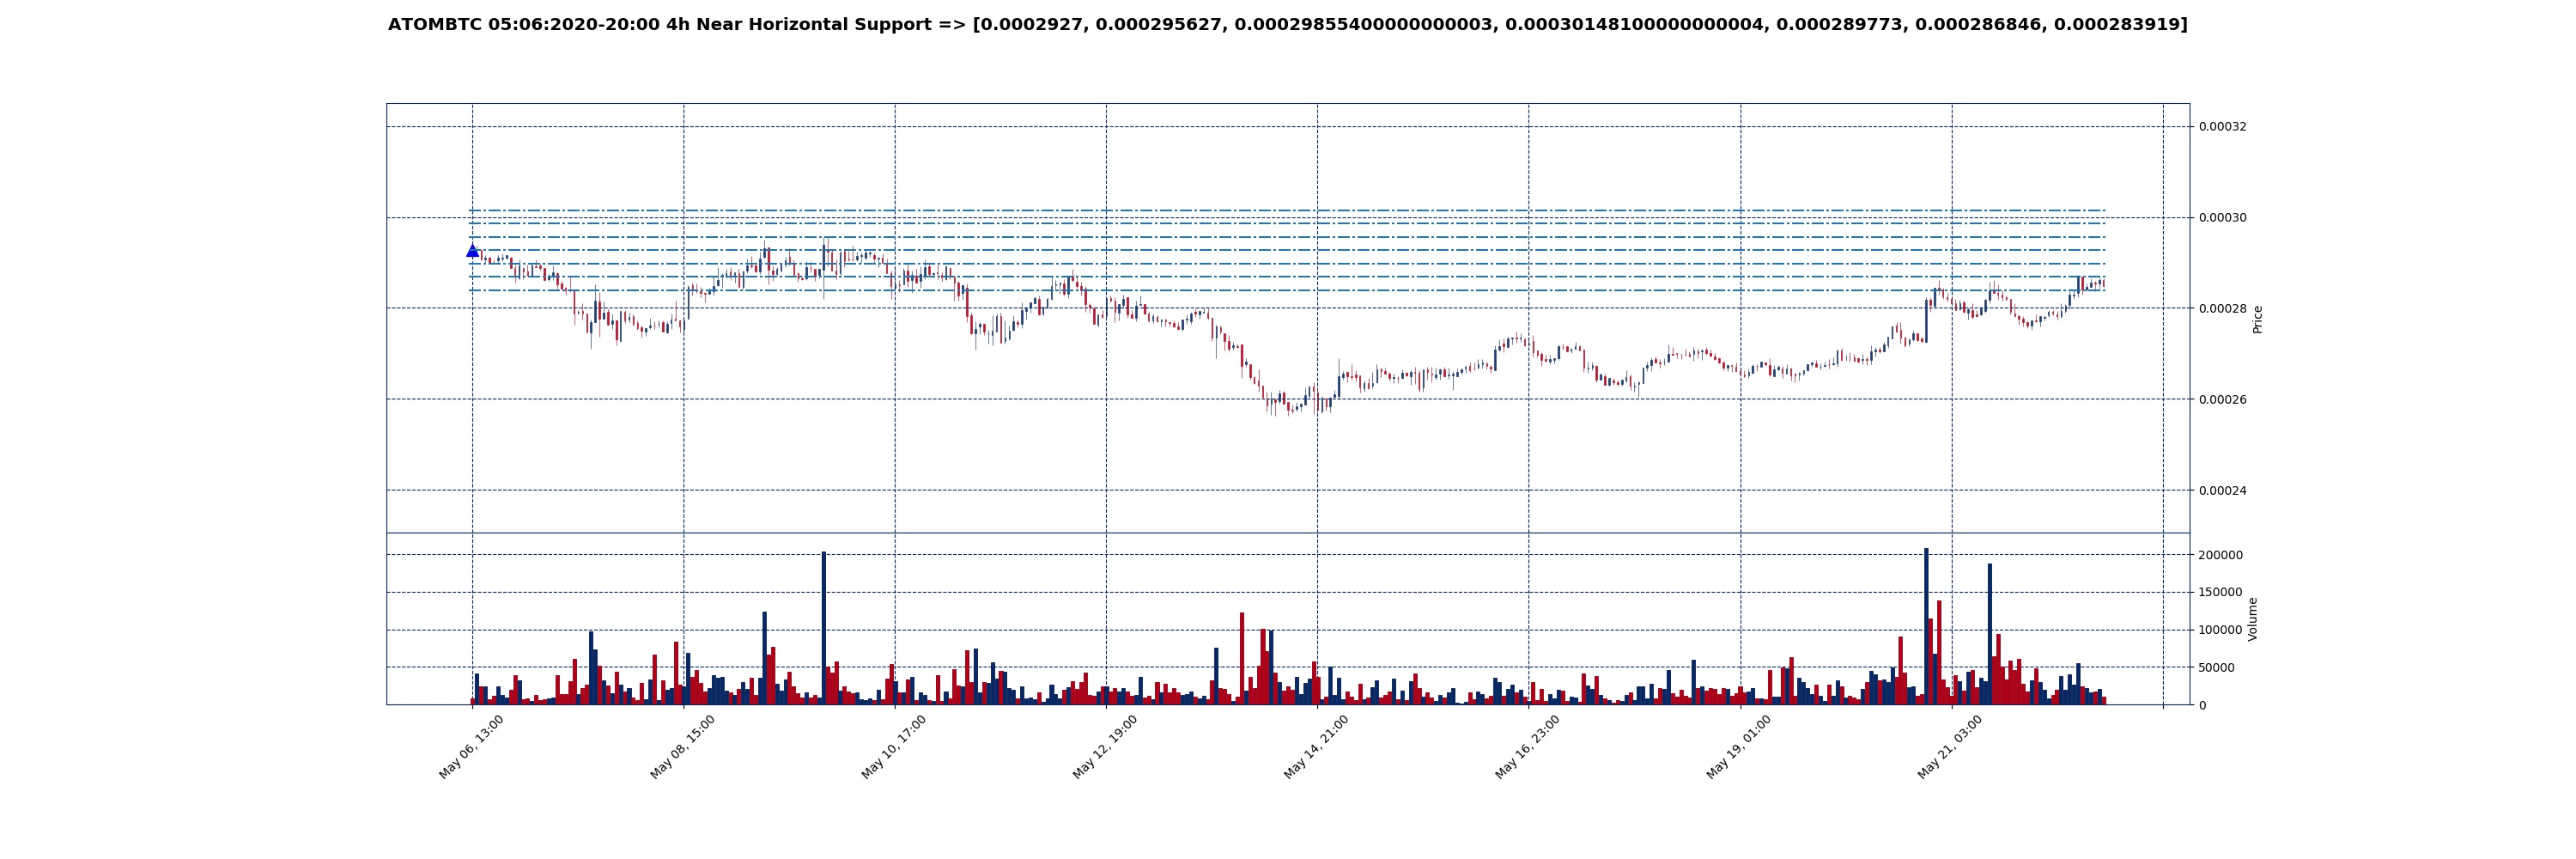 ATOMBTC 05:06:2020-20:00 4h Near Horizontal Support => [0.0002927, 0.000295627, 0.00029855400000000003, 0.00030148100000000004, 0.000289773, 0.000286846, 0.000283919]
0.00032
0.00030
0.00028
Price
0.00026
0.00024
200000
150000
100000
Volume
50000
0
May 06, 13:00
May 08, 15:00
May 10, 17:00
May 12, 19:00
May 14, 21:00
May 16, 23:00
May 19, 01:00
May 21, 03:00